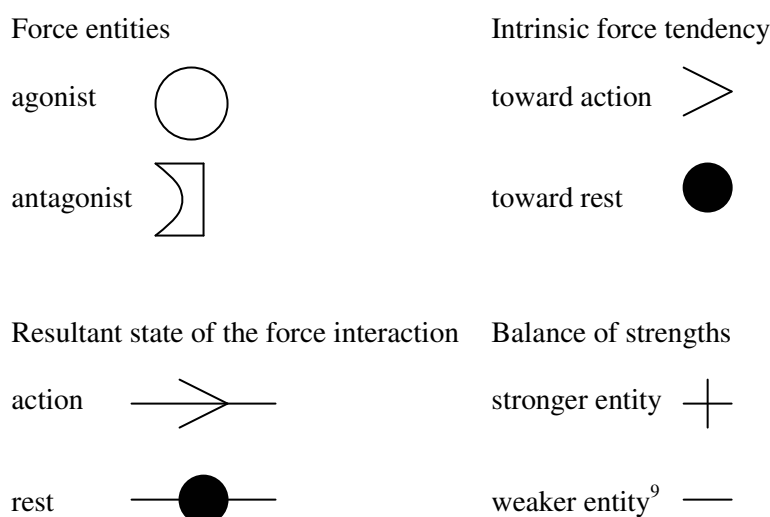 Force entities
agonist
antagonist
Intrinsic force tendency
toward action
toward rest
Resultant state of the force interaction
action
rest
Balance of strengths
stronger entity
weaker entity⁹